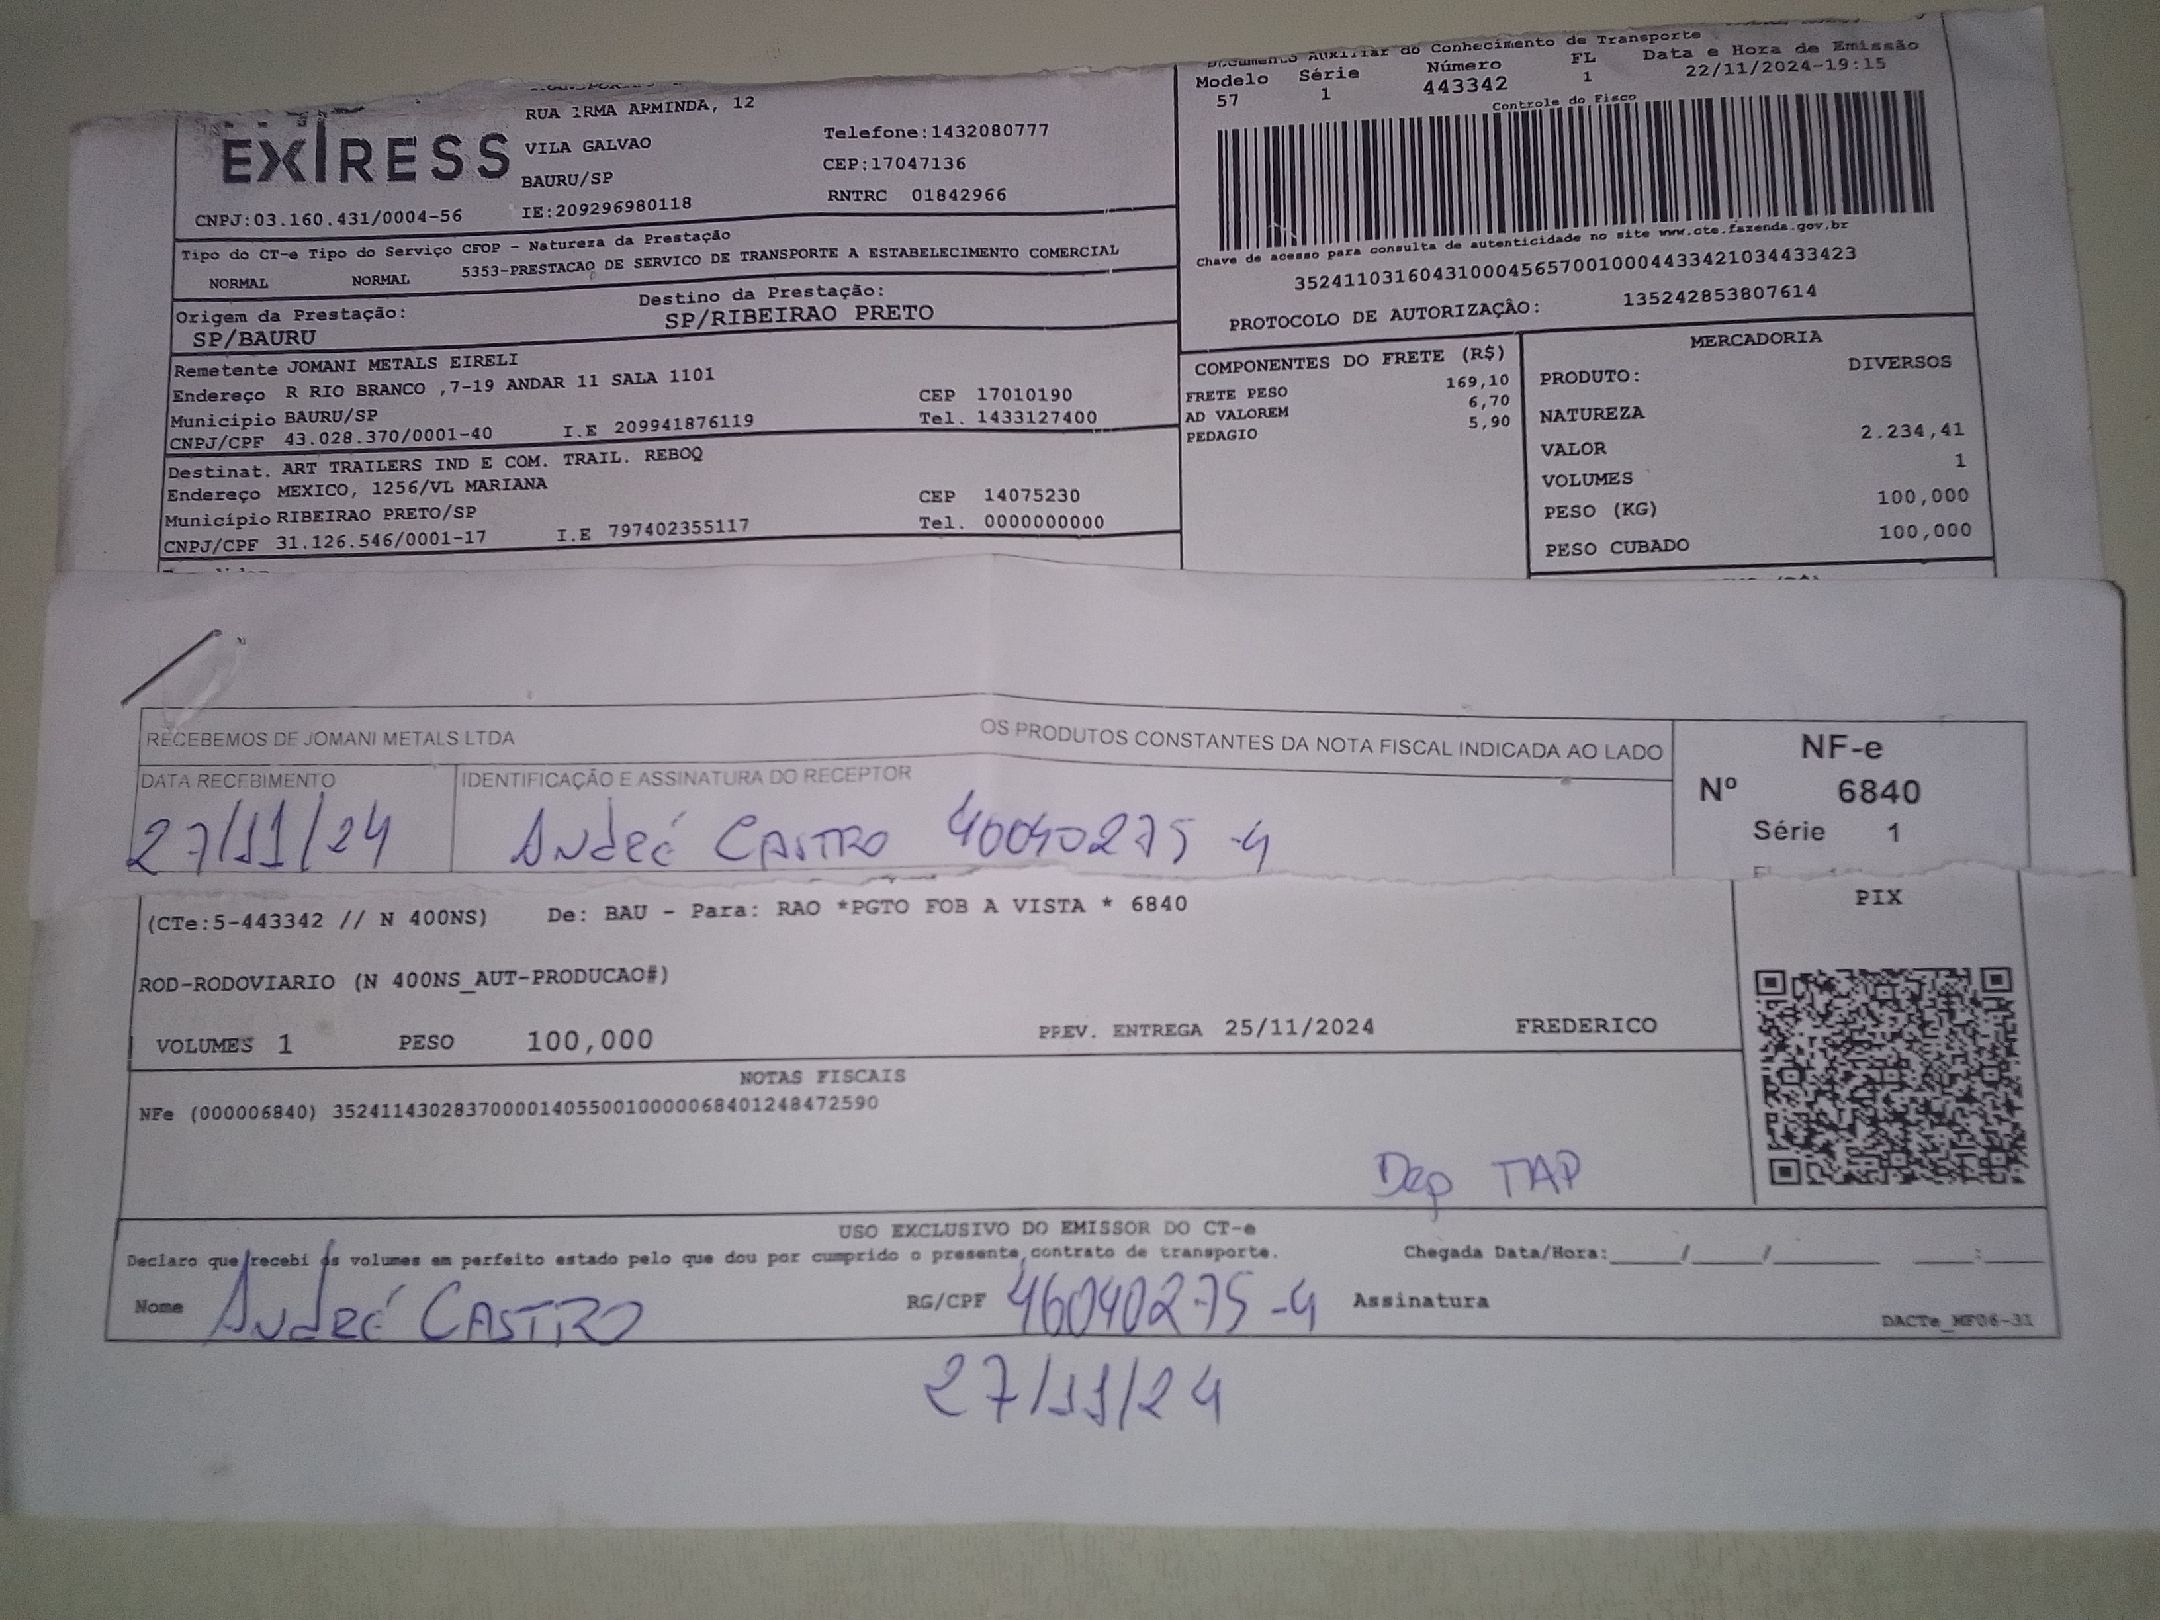 Documento Auxiliar do Conhecimento de Transporte
Modelo Série Número FL Data e Hora de Emissão
57 1 443342 1 22/11/2024-19:15
Controle do Fisco
EXPRESS
RUA IRMA ARMINDA, 12
VILA GALVAO
BAURU/SP
Telefone:1432080777
CEP:17047136
RNTRC 01842966
CNPJ:03.160.431/0004-56 IE:209296980118
Chave de acesso para consulta de autenticidade no site www.cte.fazenda.gov.br
35241103160431000456570010004433421034433423
PROTOCOLO DE AUTORIZAÇÂO: 135242853807614
Tipo do CT-e Tipo do Serviço CFOP - Natureza da Prestação
NORMAL NORMAL 5353-PRESTACAO DE SERVICO DE TRANSPORTE A ESTABELECIMENTO COMERCIAL
Origem da Prestação: Destino da Prestação:
SP/BAURU SP/RIBEIRAO PRETO
Remetente JOMANI METALS EIRELI
Endereço R RIO BRANCO ,7-19 ANDAR 11 SALA 1101 CEP 17010190
Município BAURU/SP Tel. 1433127400
CNPJ/CPF 43.028.370/0001-40 I.E 209941876119
Destinat. ART TRAILERS IND E COM. TRAIL. REBOQ
Endereço MEXICO, 1256/VL MARIANA CEP 14075230
Município RIBEIRAO PRETO/SP Tel. 0000000000
CNPJ/CPF 31.126.546/0001-17 I.E 797402355117
COMPONENTES DO FRETE (R$)
FRETE PESO 169,10
AD VALOREM 6,70
PEDAGIO 5,90
MERCADORIA
PRODUTO: DIVERSOS
NATUREZA
VALOR 2.234,41
VOLUMES 1
PESO (KG) 100,000
PESO CUBADO 100,000
RECEBEMOS DE JOMANI METALS LTDA OS PRODUTOS CONSTANTES DA NOTA FISCAL INDICADA AO LADO
DATA RECEBIMENTO IDENTIFICAÇÃO E ASSINATURA DO RECEPTOR
27/11/24 André CASTRO 40040275-4
NF-e
Nº 6840
Série 1
(CTe:5-443342 // N 400NS) De: BAU - Para: RAO *PGTO FOB A VISTA * 6840
PIX
ROD-RODOVIARIO (N 400NS_AUT-PRODUCAO#)
VOLUMES 1 PESO 100,000 PREV. ENTREGA 25/11/2024 FREDERICO
NOTAS FISCAIS
NFe (000006840) 35241143028370000140550010000068401248472590
Dep TAP
USO EXCLUSIVO DO EMISSOR DO CT-e
Declaro que recebi os volumes em perfeito estado pelo que dou por cumprido o presente contrato de transporte. Chegada Data/Hora:____/____/______ ____:____
Nome André CASTRO RG/CPF 46040275-4 Assinatura
DACTe_MF06-31
27/11/24